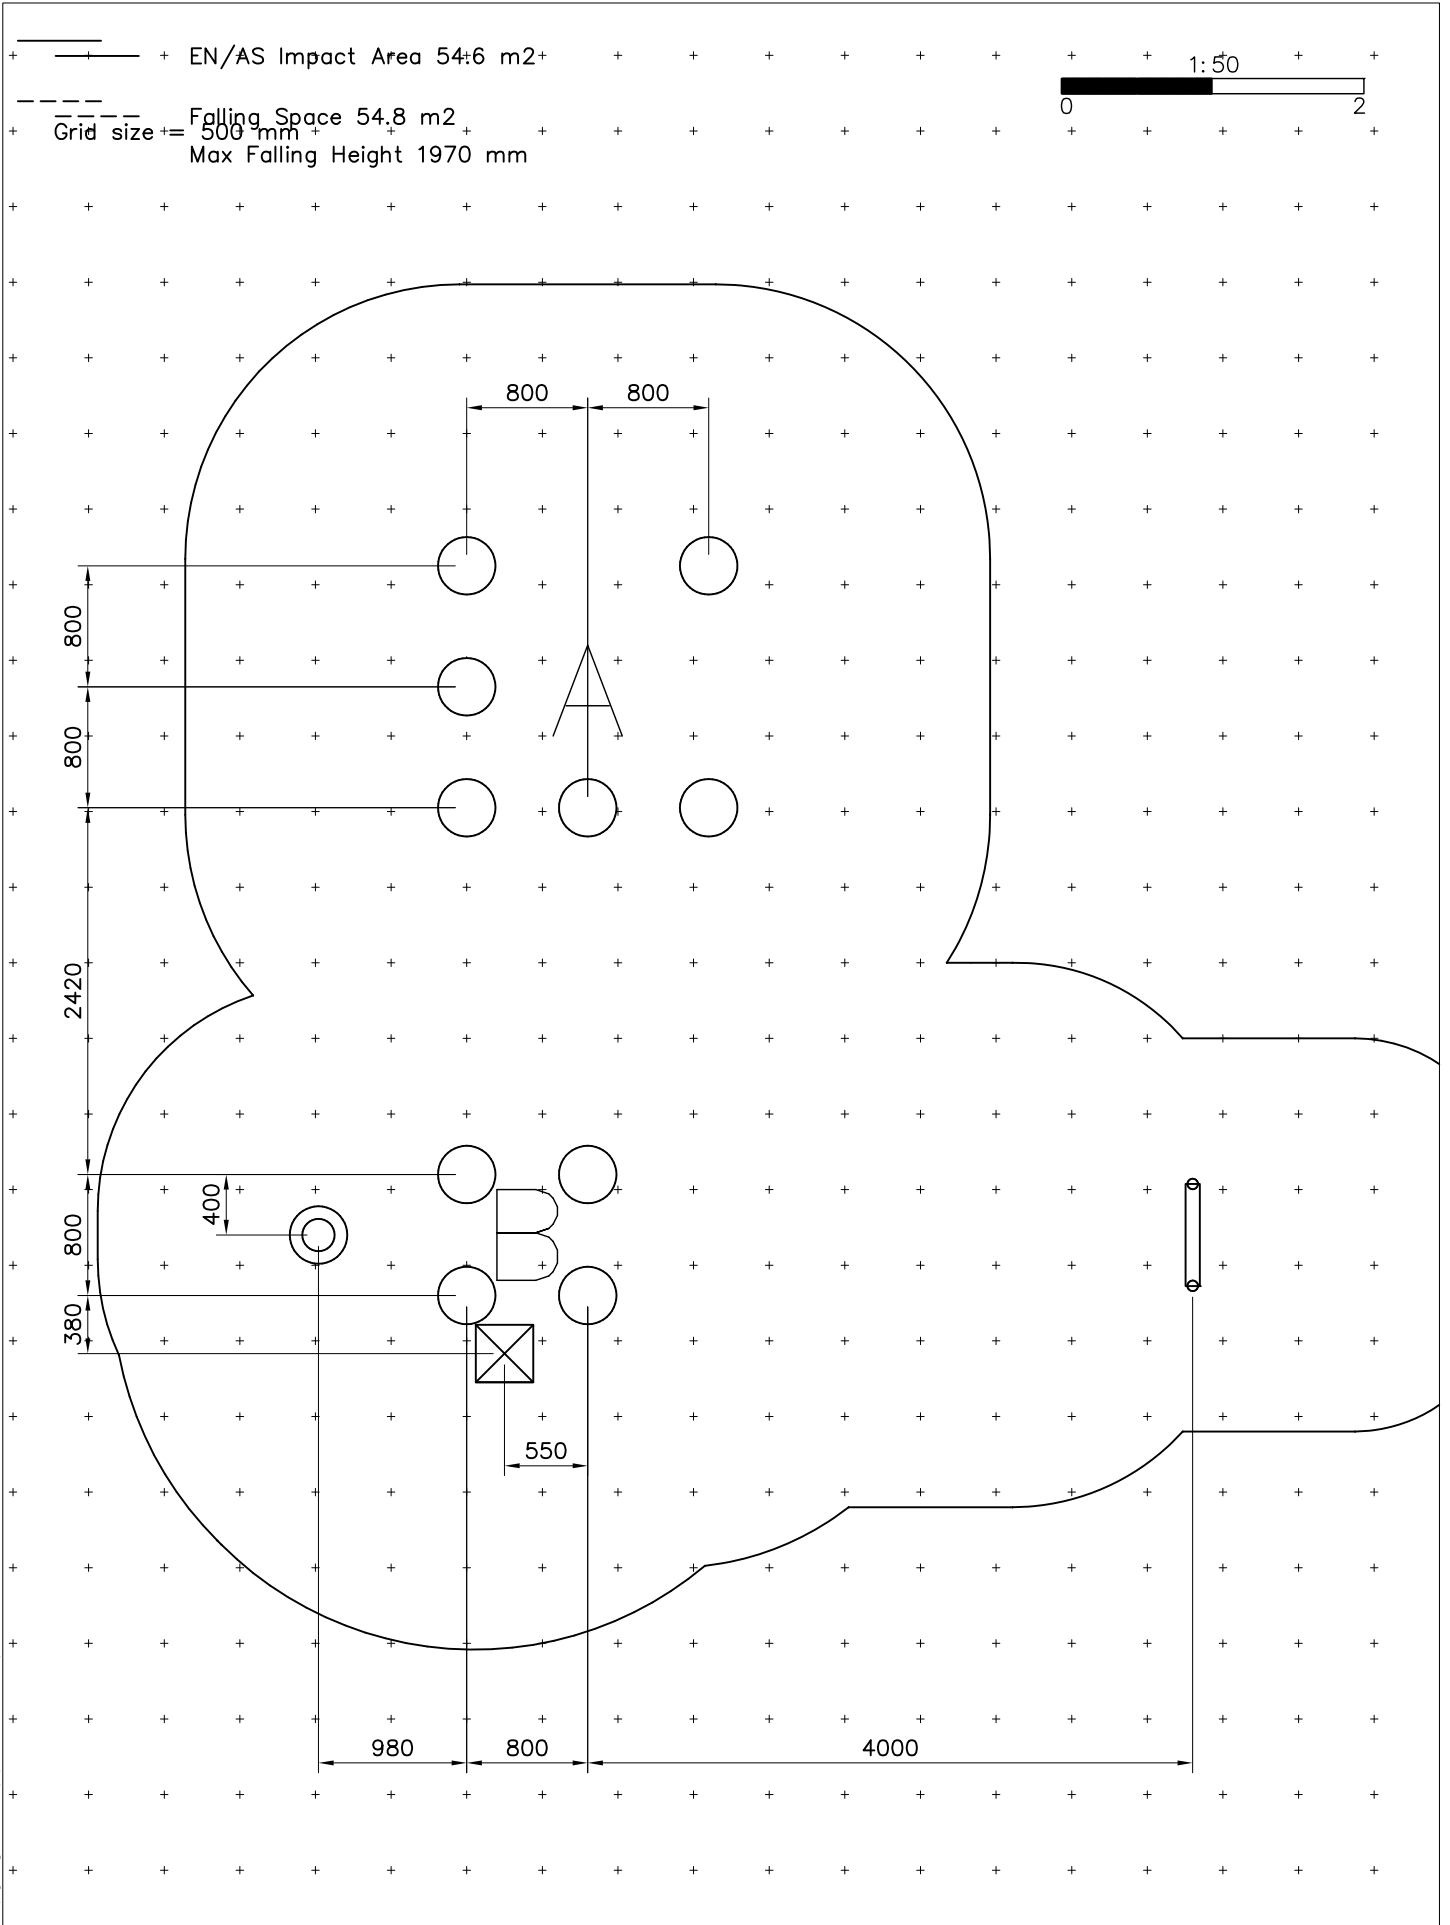 EN/AS Impact Area 54.6 m2
1:50
0 2
Falling Space 54.8 m2
Grid size = 500 mm
Max Falling Height 1970 mm
800 800
800
A
800
2420
400
B
800
380
550
980 800 4000